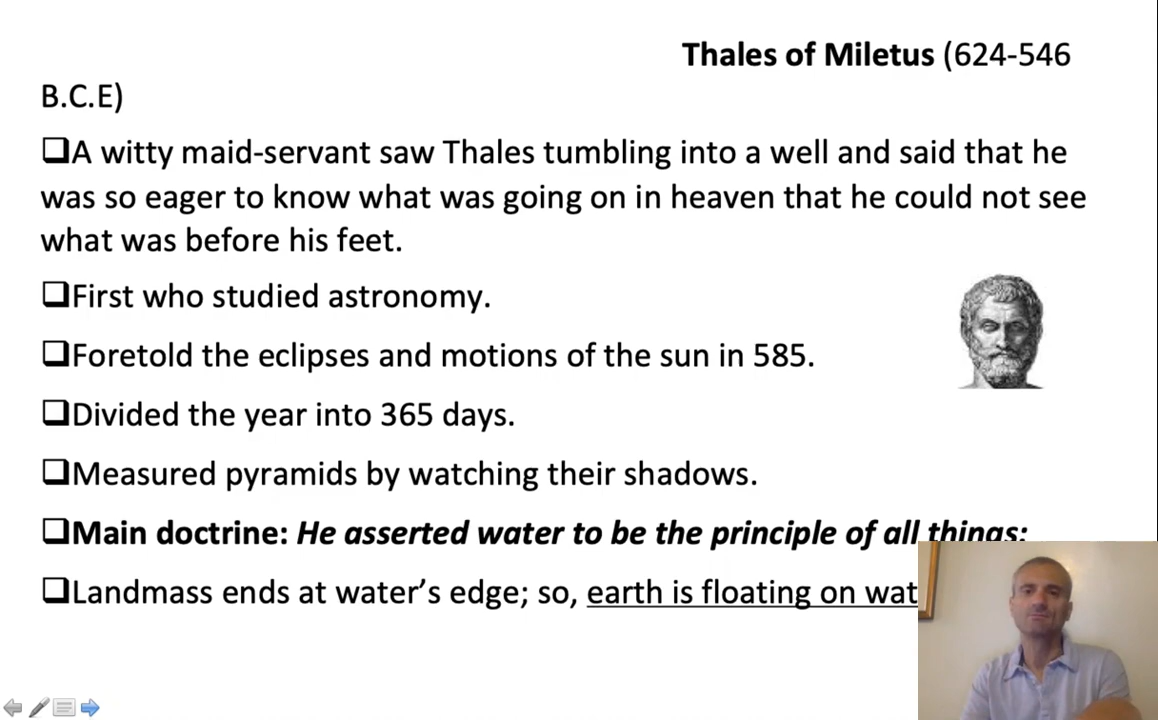 Thales of Miletus (624-546
B.C.E)
❑A witty maid-servant saw Thales tumbling into a well and said that he
was so eager to know what was going on in heaven that he could not see
what was before his feet.
❑First who studied astronomy.
❑Foretold the eclipses and motions of the sun in 585.
❑Divided the year into 365 days.
❑Measured pyramids by watching their shadows.
❑Main doctrine: He asserted water to be the principle of all things:
❑Landmass ends at water’s edge; so, earth is floating on